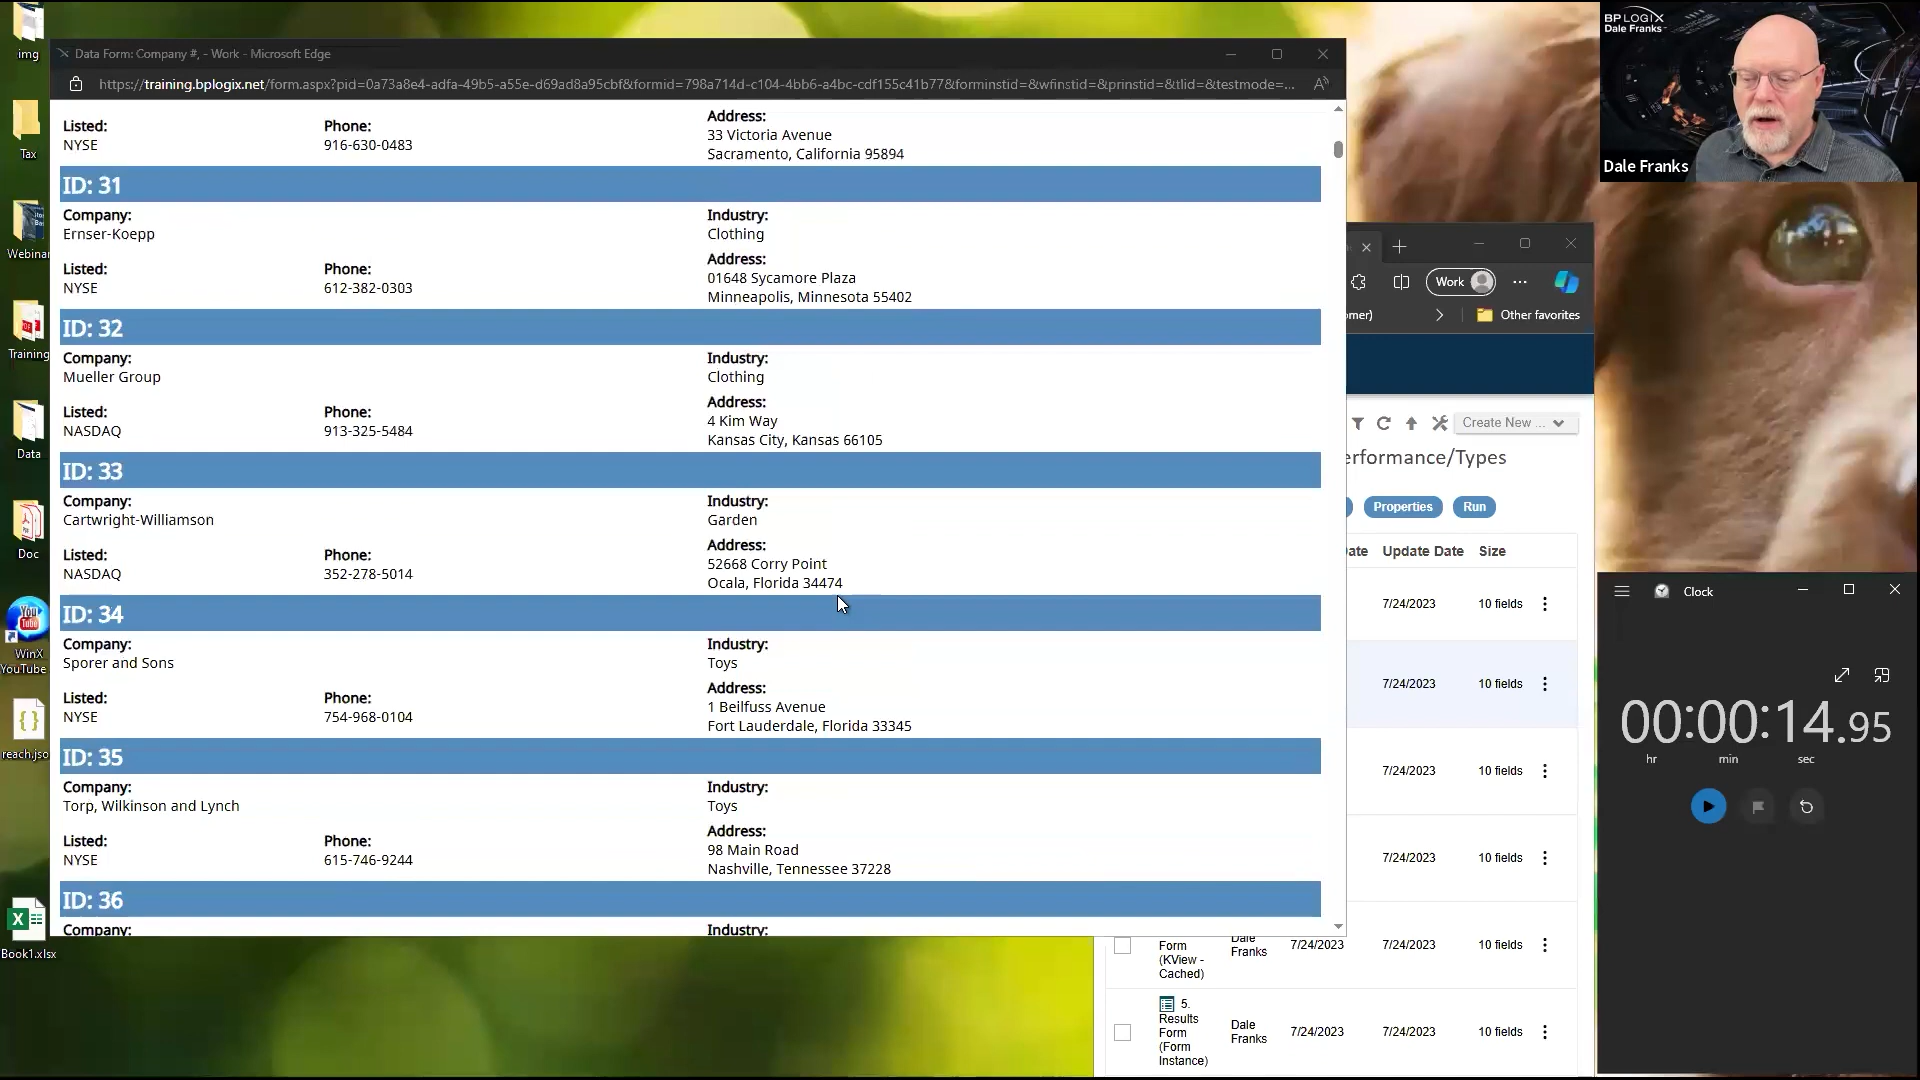 img
Tax
Webinar
Training
Data
Doc
WinX
YouTube
reach.jso
Book1.xlsx
Data Form: Company #, - Work - Microsoft Edge
https://training.bplogix.net/form.aspx?pid=0a73a8e4-adfa-49b5-a55e-d69ad8a95cbf&formid=798a714d-c104-4bb6-a4bc-cdf155c41b77&forminstid=&wfinstid=&prinstid=&tlid=&testmode=...
Address:
Listed:
Phone:
33 Victoria Avenue
NYSE
916-630-0483
Sacramento, California 95894
ID: 31
Company:
Industry:
Ernser-Koepp
Clothing
Address:
Listed:
Phone:
01648 Sycamore Plaza
NYSE
612-382-0303
Minneapolis, Minnesota 55402
ID: 32
Company:
Industry:
Mueller Group
Clothing
Address:
Listed:
Phone:
4 Kim Way
NASDAQ
913-325-5484
Kansas City, Kansas 66105
ID: 33
Company:
Industry:
Cartwright-Williamson
Garden
Address:
Listed:
Phone:
52668 Corry Point
NASDAQ
352-278-5014
Ocala, Florida 34474
ID: 34
Company:
Industry:
Sporer and Sons
Toys
Address:
Listed:
Phone:
1 Beilfuss Avenue
NYSE
754-968-0104
Fort Lauderdale, Florida 33345
ID: 35
Company:
Industry:
Torp, Wilkinson and Lynch
Toys
Address:
Listed:
Phone:
98 Main Road
NYSE
615-746-9244
Nashville, Tennessee 37228
ID: 36
Company:
Industry:
Work
omer)
Other favorites
Create New ...
erformance/Types
Properties
Run
ate
Update Date
Size
7/24/2023
10 fields
7/24/2023
10 fields
7/24/2023
10 fields
7/24/2023
10 fields
Form
(KView -
Cached)
Dale
Franks
7/24/2023
7/24/2023
10 fields
5.
Results
Form
(Form
Instance)
Dale
Franks
7/24/2023
7/24/2023
10 fields
BP LOGIX
Dale Franks
Dale Franks
Clock
00:00:14.95
hr
min
sec